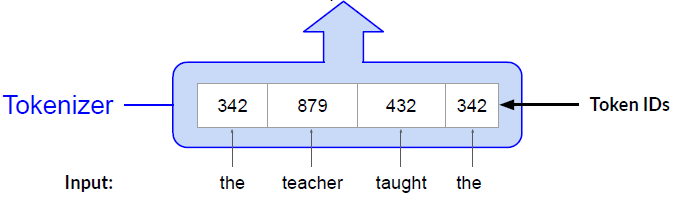 Tokenizer
342 879 432 342
Token IDs
Input: the teacher taught the